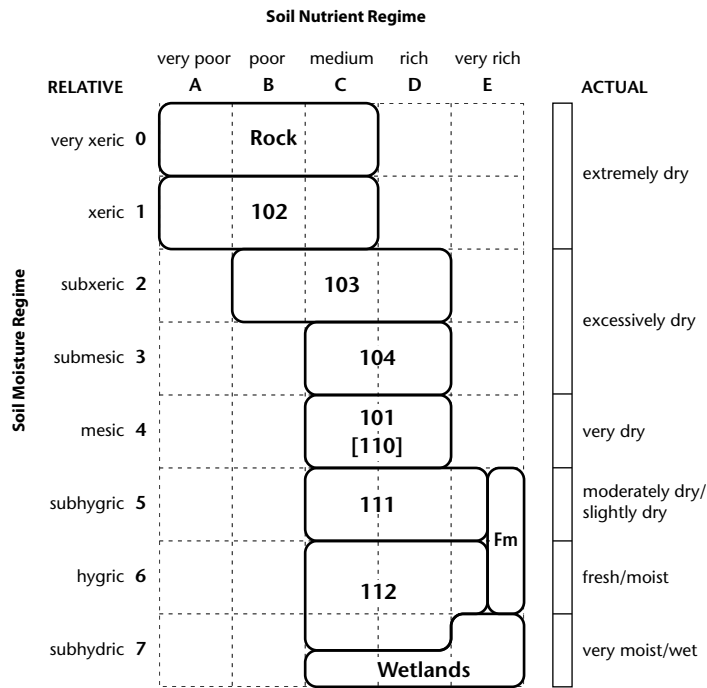 Soil Nutrient Regime
very poor poor medium rich very rich
RELATIVE A B C D E ACTUAL
very xeric 0 Rock
extremely dry
xeric 1 102
subxeric 2 103
excessively dry
submesic 3 104
mesic 4 101 very dry
[110]
subhygric 5 111 moderately dry/
slightly dry
Fm
hygric 6 112 fresh/moist
subhydric 7 very moist/wet
Wetlands
Soil Moisture Regime